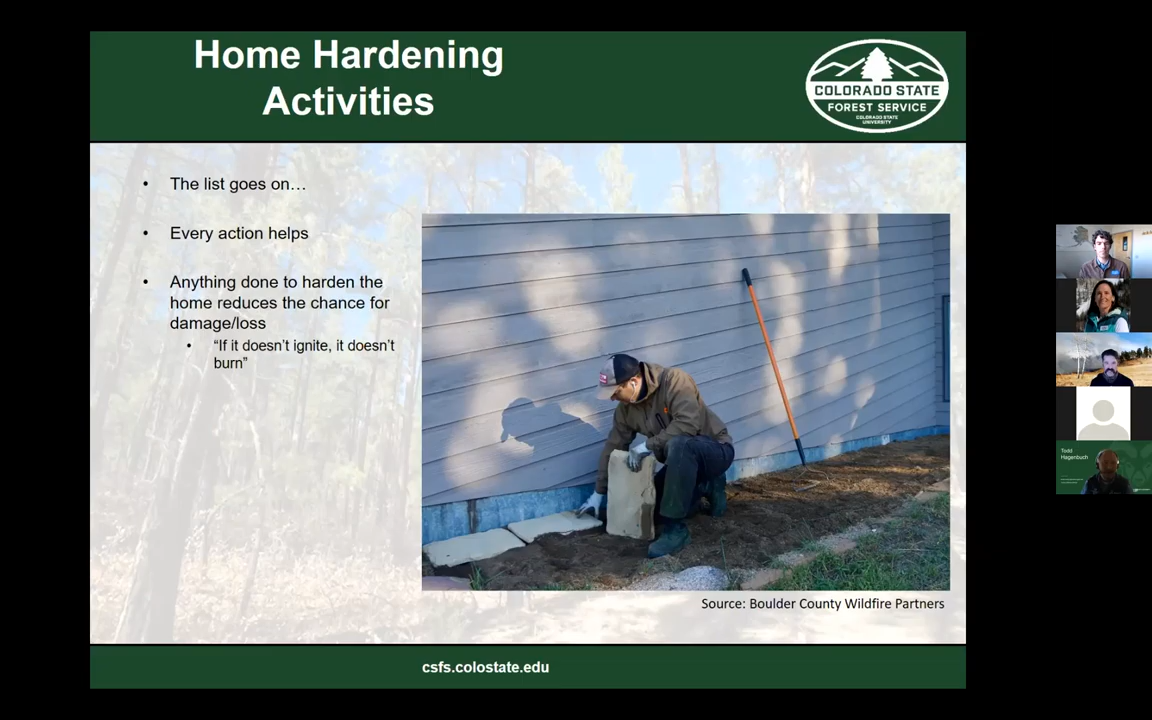 Home Hardening
Activities
COLORADO STATE
FOREST SERVICE
COLORADO STATE
UNIVERSITY
• The list goes on…
• Every action helps
• Anything done to harden the
home reduces the chance for
damage/loss
• “If it doesn’t ignite, it doesn’t
burn”
Source: Boulder County Wildfire Partners
csfs.colostate.edu
Todd
Hagenbuch